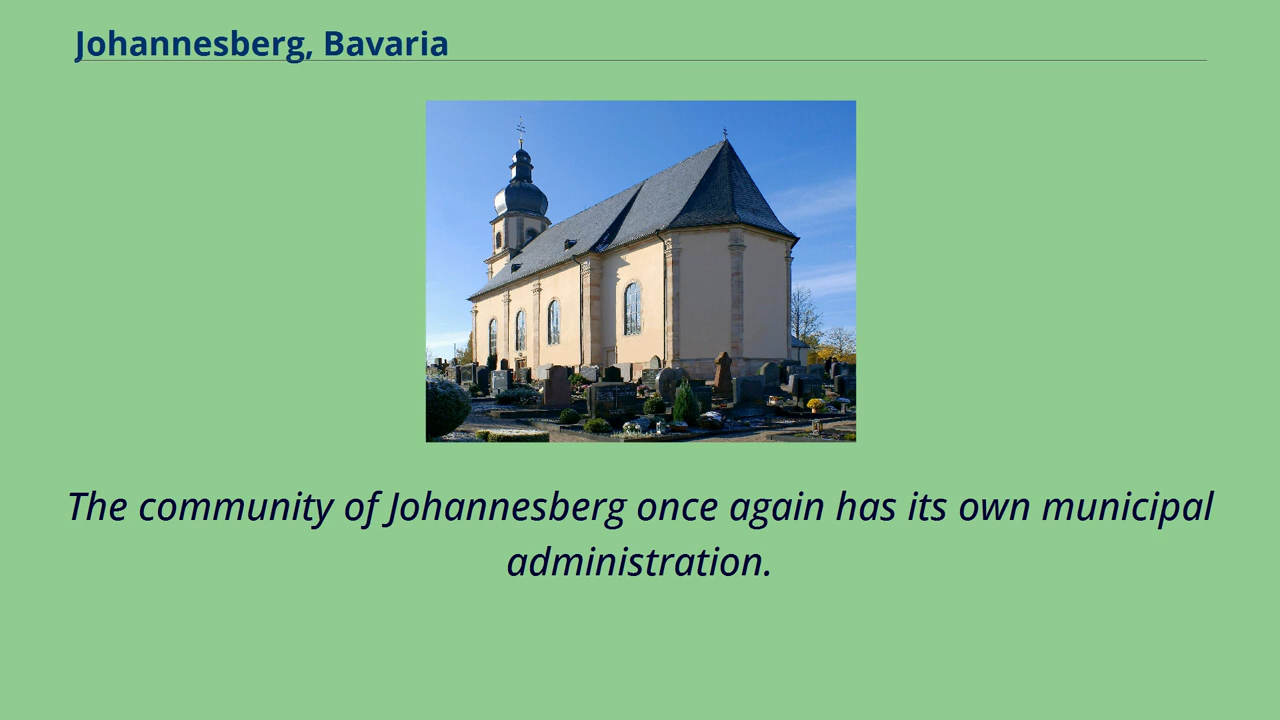 Johannesberg, Bavaria
The community of Johannesberg once again has its own municipal
administration.